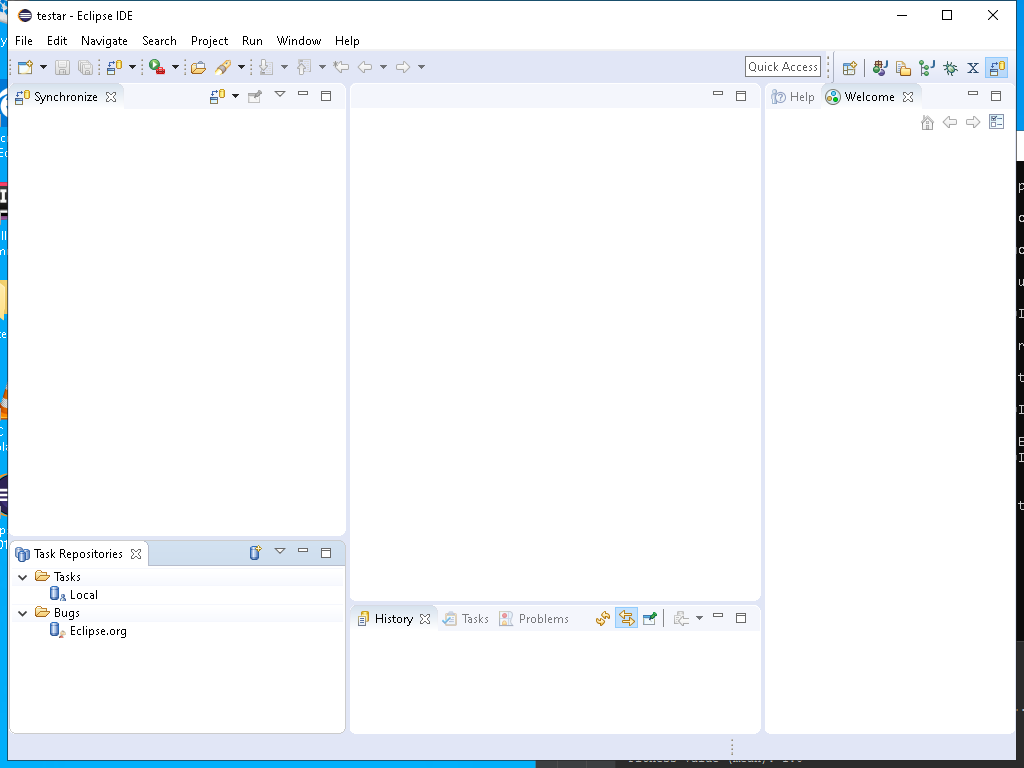 testar - Eclipse IDE
File Edit Navigate Search Project Run Window Help
Quick Access
Synchronize
Help Welcome
Task Repositories
Tasks
Local
Bugs
Eclipse.org
History Tasks Problems